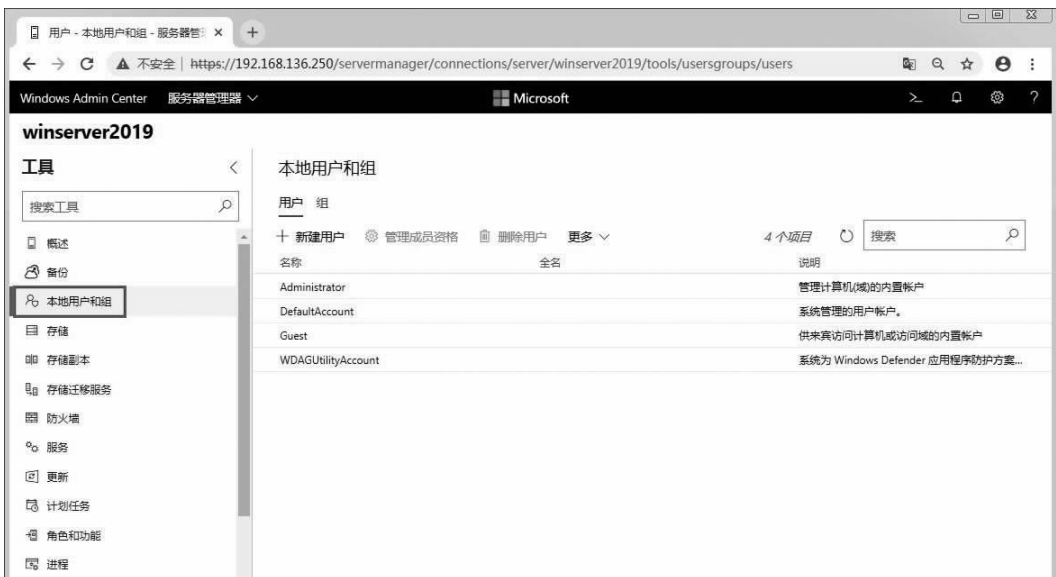 用户 - 本地用户和组 - 服务器管
不安全 | https://192.168.136.250/servermanager/connections/server/winserver2019/tools/usersgroups/users
Windows Admin Center 服务器管理器 Microsoft
winserver2019
工具
搜索工具
概述
备份
本地用户和组
存储
存储副本
存储迁移服务
防火墙
服务
更新
计划任务
角色和功能
进程
本地用户和组
用户 组
新建用户 管理成员资格 删除用户 更多 4 个项目 搜索
名称 全名 说明
Administrator 管理计算机(域)的内置帐户
DefaultAccount 系统管理的用户帐户。
Guest 供来宾访问计算机或访问域的内置帐户
WDAGUtilityAccount 系统为 Windows Defender 应用程序防护方案...